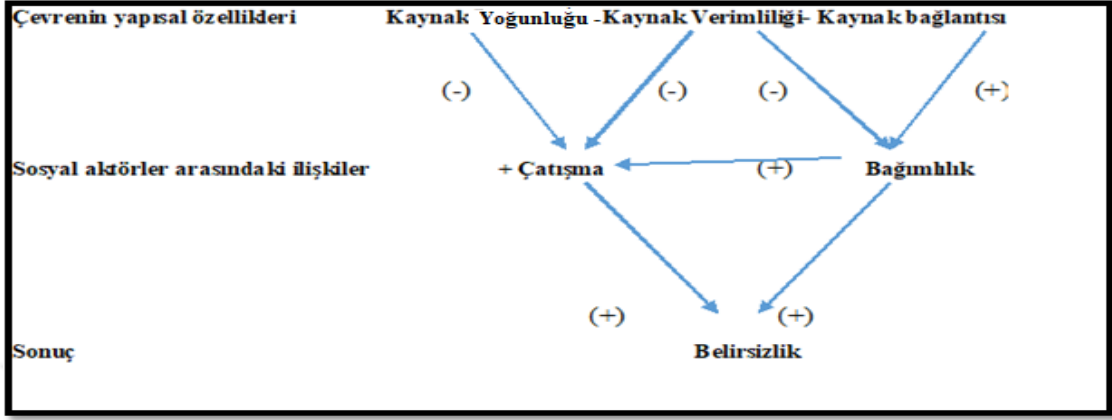 Çevrenin yapısal özellikleri Kaynak Yoğunluğu -Kaynak Verimliliği- Kaynak bağlantısı
(-) (-) (-) (+)
Sosyal aktörler arasındaki ilişkiler + Çatışma (+) Bağımlılık
(+) (+)
Sonuç Belirsizlik